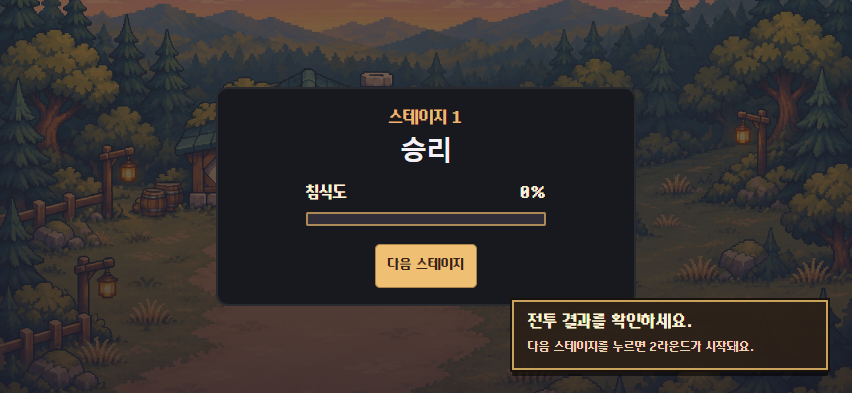 스테이지 1
승리
침식도 0%
다음 스테이지
전투 결과를 확인하세요.
다음 스테이지를 누르면 2라운드가 시작돼요.